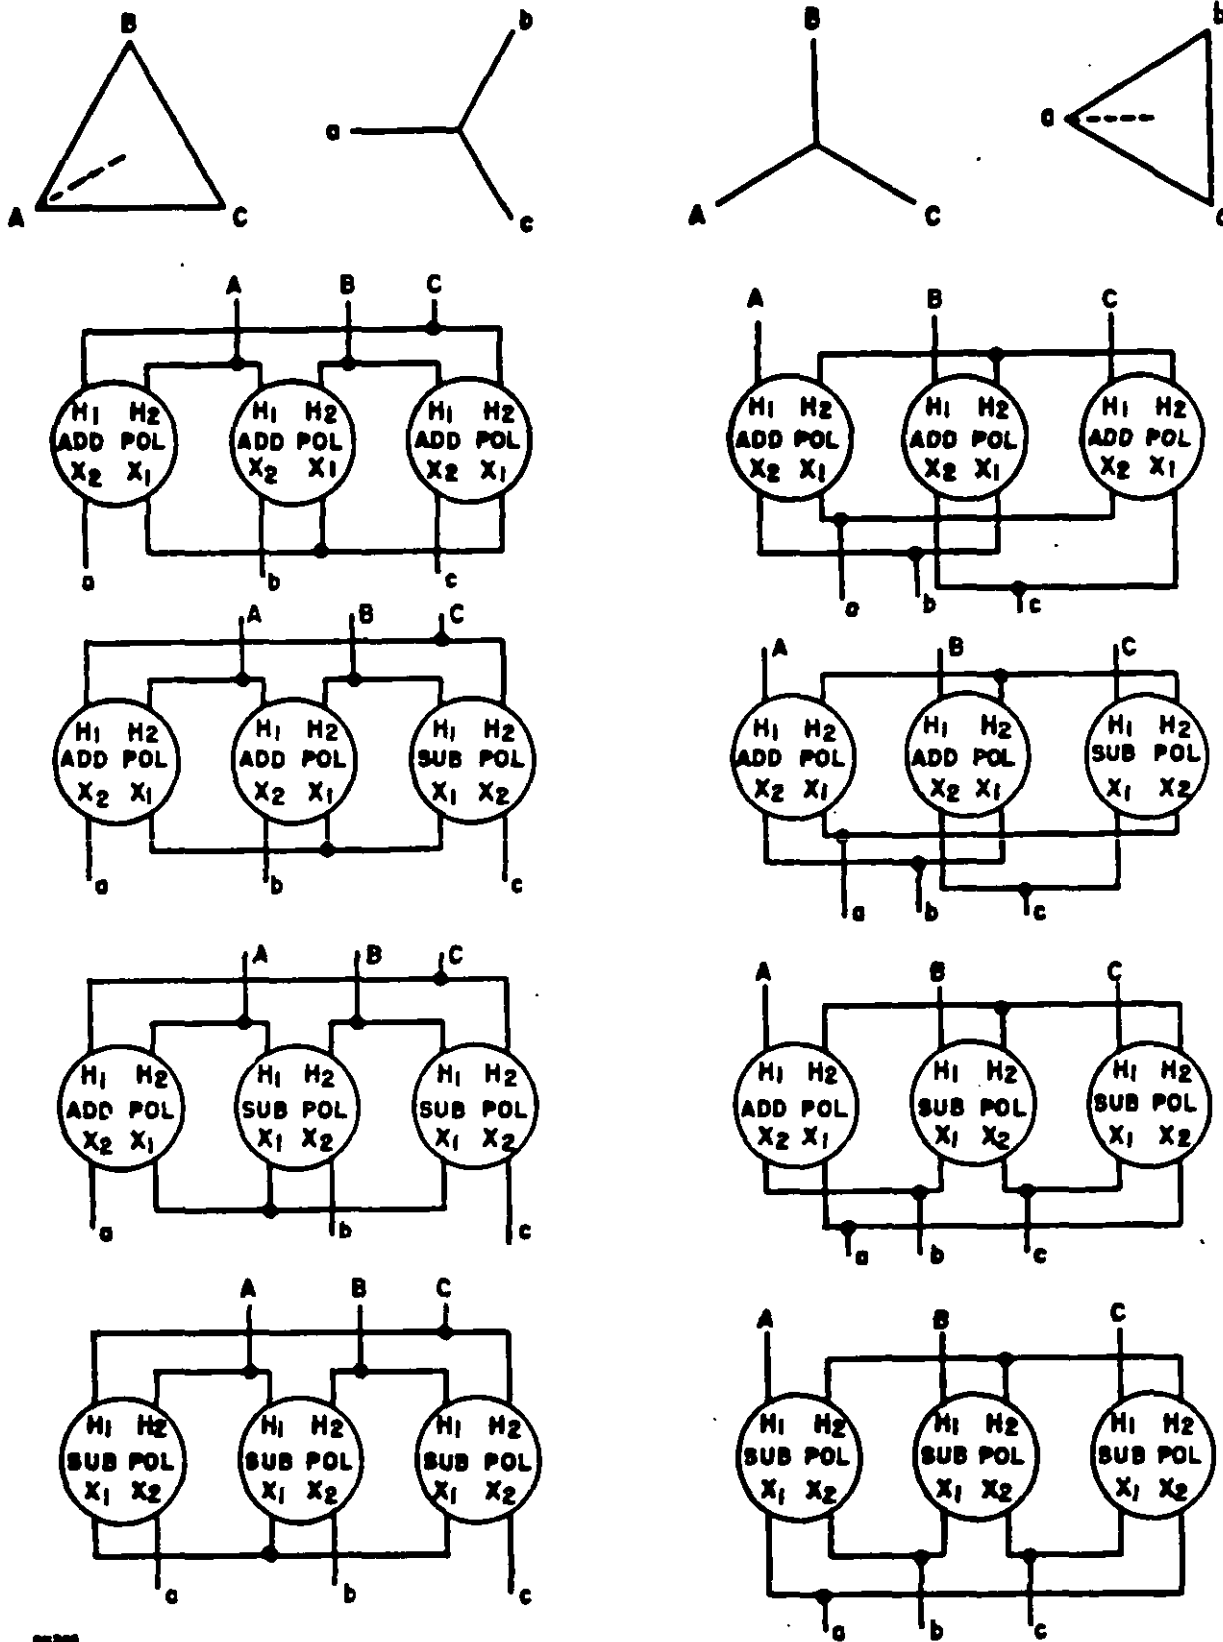 B b B b
a a
A C c A C c
A B C
H1 H2 H1 H2 H1 H2
ADD POL ADD POL ADD POL
X2 X1 X2 X1 X2 X1
a b c
A B C
H1 H2 H1 H2 H1 H2
ADD POL ADD POL ADD POL
X2 X1 X2 X1 X2 X1
a b c
A B C
H1 H2 H1 H2 H1 H2
ADD POL ADD POL SUB POL
X2 X1 X2 X1 X1 X2
a b c
A B C
H1 H2 H1 H2 H1 H2
ADD POL ADD POL SUB POL
X2 X1 X2 X1 X1 X2
a b c
A B C
H1 H2 H1 H2 H1 H2
ADD POL SUB POL SUB POL
X2 X1 X1 X2 X1 X2
a b c
A B C
H1 H2 H1 H2 H1 H2
ADD POL SUB POL SUB POL
X2 X1 X1 X2 X1 X2
a b c
A B C
H1 H2 H1 H2 H1 H2
SUB POL SUB POL SUB POL
X1 X2 X1 X2 X1 X2
a b c
A B C
H1 H2 H1 H2 H1 H2
SUB POL SUB POL SUB POL
X1 X2 X1 X2 X1 X2
a b c